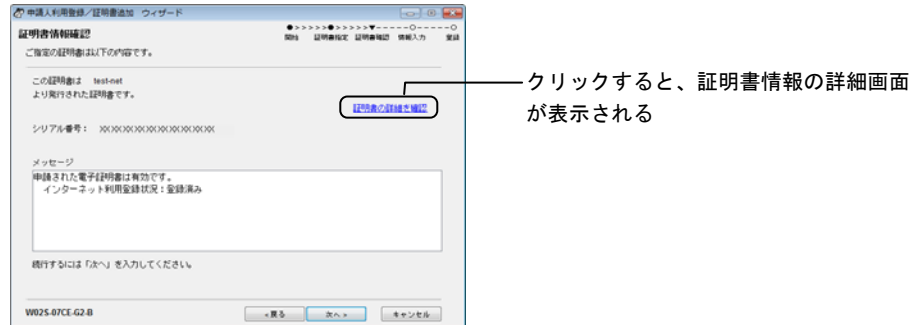 申請人利用登録／証明書追加 ウィザード
証明書情報確認
●>>>>>●>>>>>▼-----○-----○
開始 証明書指定 証明書確認 情報入力 登録
ご指定の証明書は以下の内容です。
この証明書は test-net
より発行された証明書です。
証明書の詳細を確認
クリックすると、証明書情報の詳細画面
が表示される
シリアル番号： XXXXXXXXXXXXXXXXXXXX
メッセージ
申請された電子証明書は有効です。
インターネット利用登録状況：登録済み
続行するには「次へ」を入力してください。
W025-07CE-G2-B
＜戻る
次へ＞
キャンセル